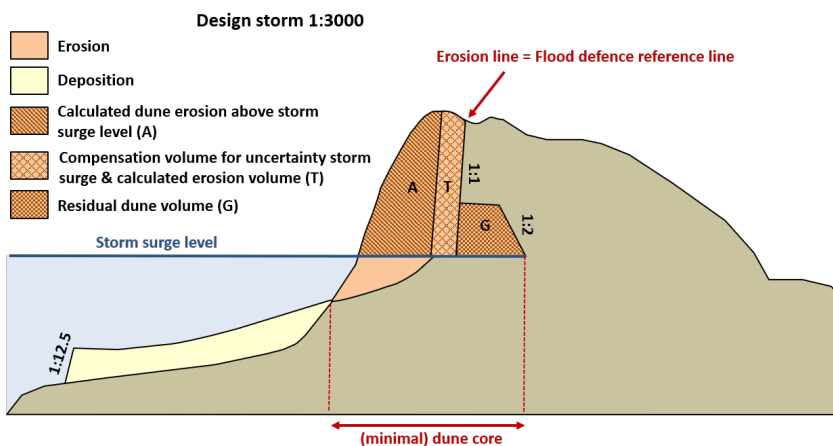 Design storm 1:3000
Erosion
Deposition
Calculated dune erosion above storm
surge level (A)
Compensation volume for uncertainty storm
surge & calculated erosion volume (T)
Residual dune volume (G)
Erosion line = Flood defence reference line
A
T
1:1
G
1:2
Storm surge level
1:12.5
(minimal) dune core